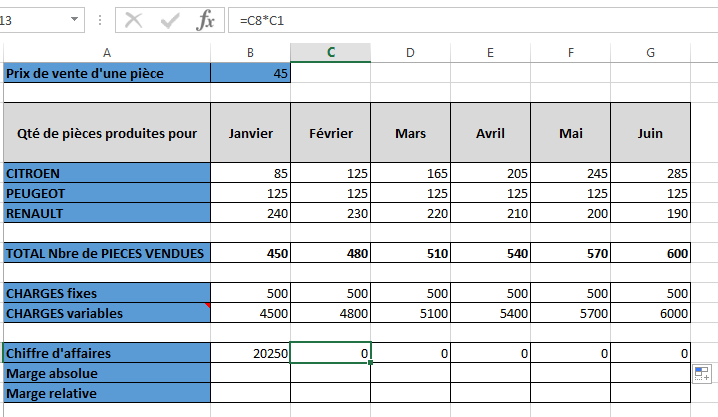 13 fx =C8*C1
A B C D E F G
Prix de vente d'une pièce 45
Qté de pièces produites pour Janvier Février Mars Avril Mai Juin
CITROEN 85 125 165 205 245 285
PEUGEOT 125 125 125 125 125 125
RENAULT 240 230 220 210 200 190
TOTAL Nbre de PIECES VENDUES 450 480 510 540 570 600
CHARGES fixes 500 500 500 500 500 500
CHARGES variables 4500 4800 5100 5400 5700 6000
Chiffre d'affaires 20250 0 0 0 0 0
Marge absolue
Marge relative